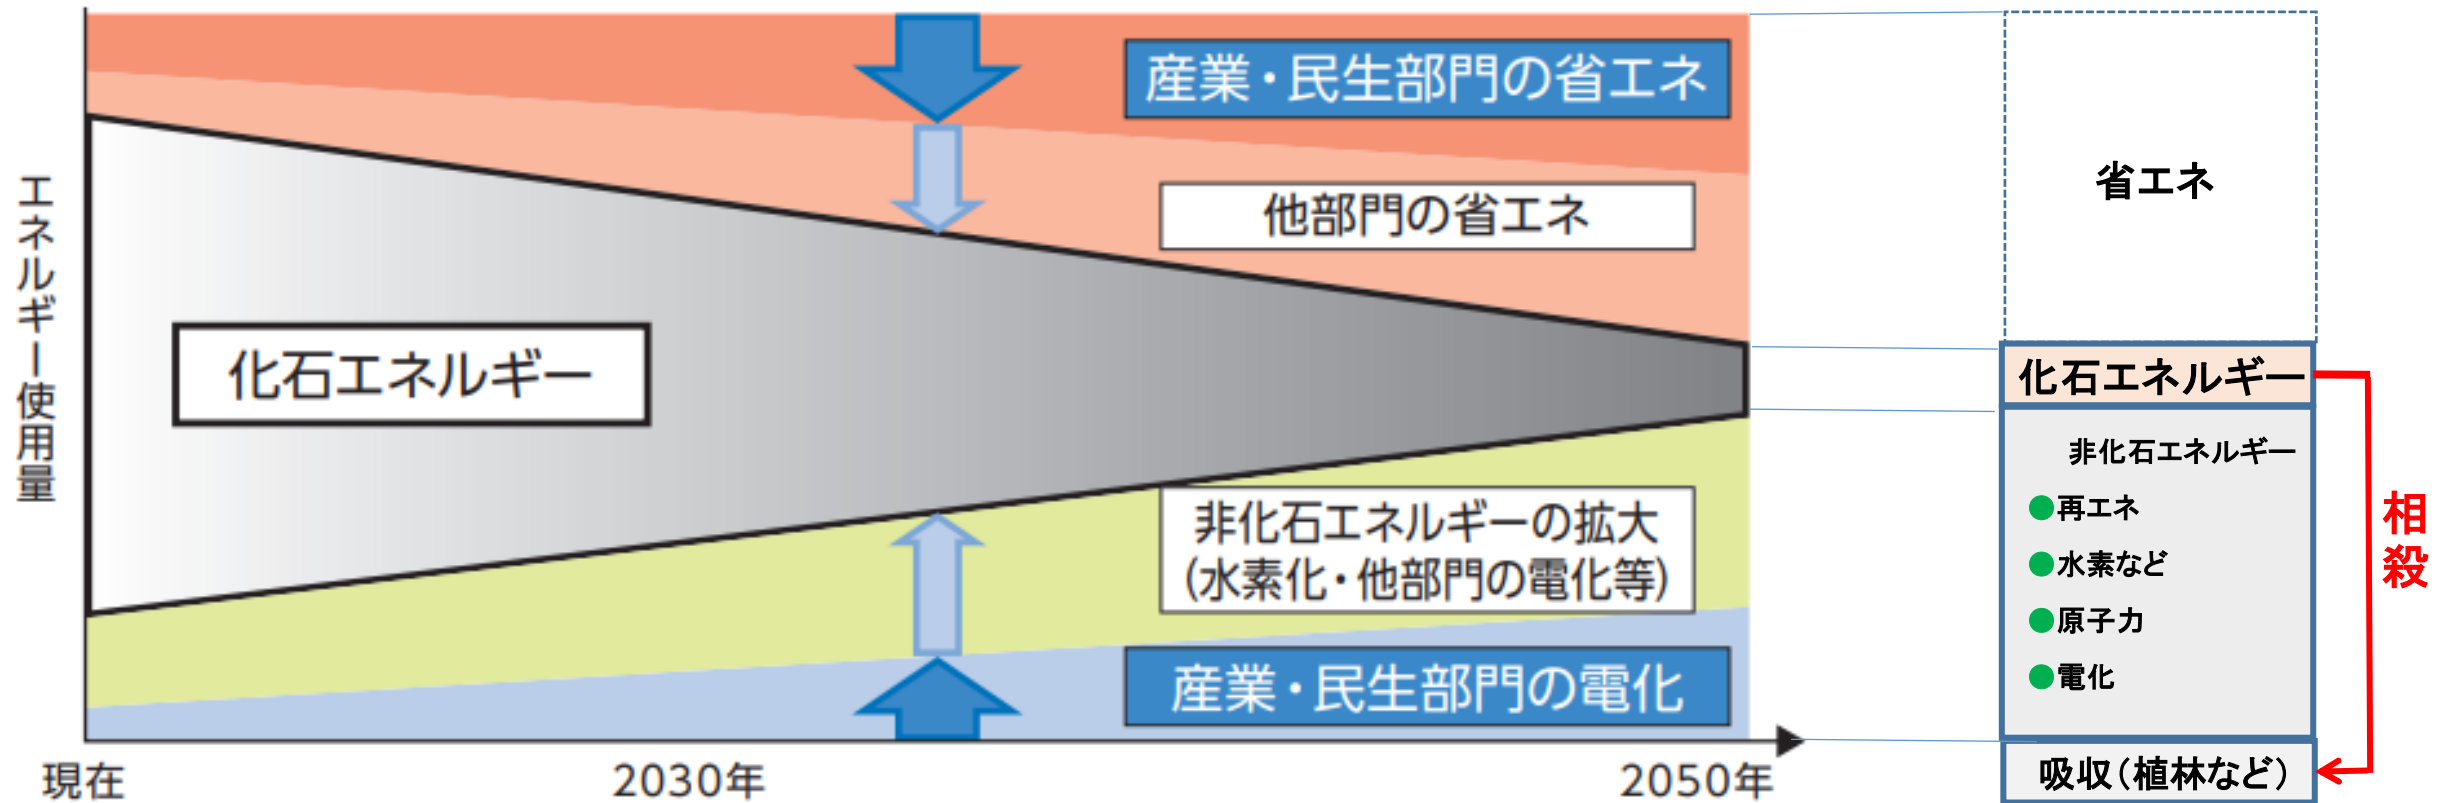 エネルギー使用量
産業・民生部門の省エネ
他部門の省エネ
化石エネルギー
非化石エネルギーの拡大
(水素化・他部門の電化等)
産業・民生部門の電化
現在
2030年
2050年
省エネ
化石エネルギー
非化石エネルギー
●再エネ
●水素など
●原子力
●電化
吸収(植林など)
相殺